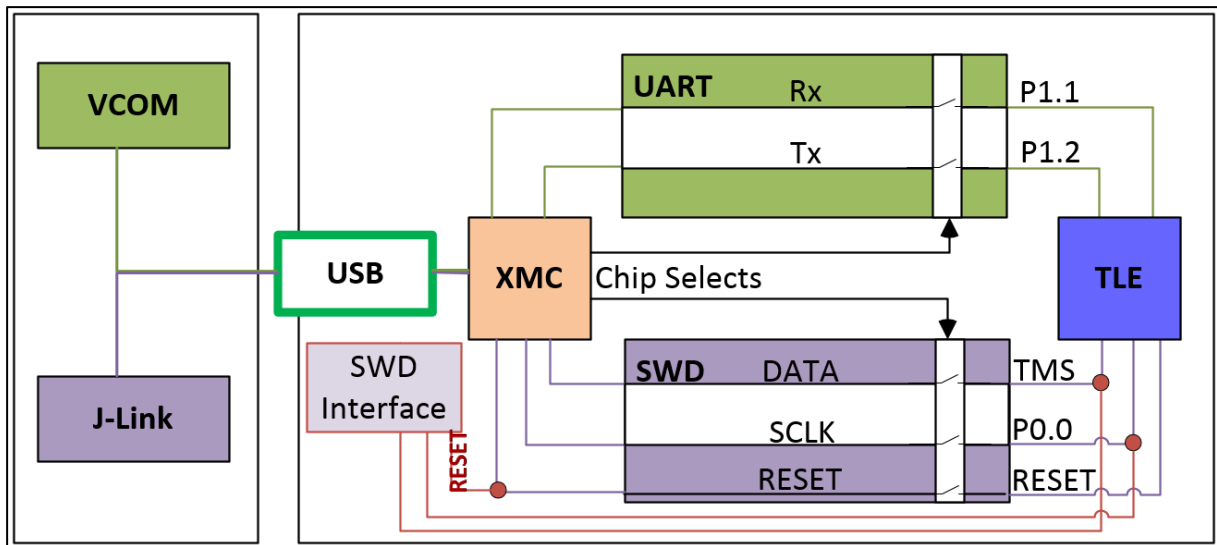 VCOM
UART
Rx
P1.1
Tx
P1.2
USB
XMC
Chip Selects
TLE
SWD
Interface
SWD
DATA
TMS
SCLK
P0.0
RESET
RESET
RESET
J-Link